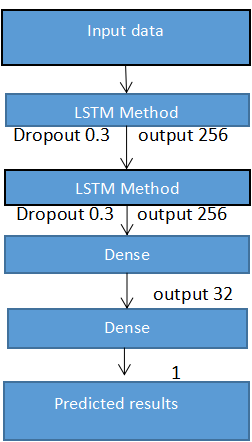 Input data
LSTM Method
Dropout 0.3 output 256
LSTM Method
Dropout 0.3 output 256
Dense
output 32
Dense
1
Predicted results